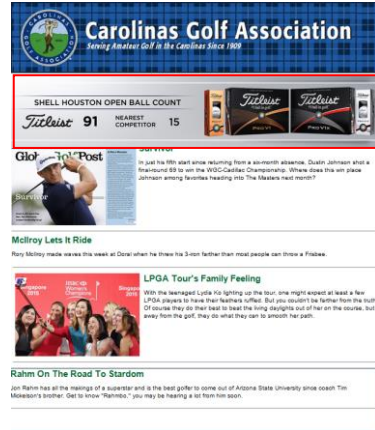 Carolinas Golf Association
Serving Amateur Golf in the Carolinas Since 1909
SHELL HOUSTON OPEN BALL COUNT
Titleist 91 NEAREST COMPETITOR 15
Titleist Titleist
PRO V1 PRO V1x
Survivor
In just his fifth start since returning from a six-month absence, Dustin Johnson shot a
final-round 69 to win the WGC-Cadillac Championship. Where does this win place
Johnson among favorites heading into The Masters next month?
McIlroy Lets It Ride
Rory McIlroy made waves this week at Doral when he threw his 3-iron farther than most people can throw a Frisbee.
LPGA Tour's Family Feeling
With the teenaged Lydia Ko lighting up the tour, one might expect at least a few
LPGA players to have their feathers ruffled. But you couldn't be farther from the truth.
Of course they do their best to beat the living daylights out of her on the course, but
away from the golf, they do what they can to smooth her path.
Rahm On The Road To Stardom
Jon Rahm has all the makings of a superstar and is the best golfer to come out of Arizona State University since coach Tim
Mickelson's brother. Get to know "Rahmbo," you may be hearing a lot from him soon.